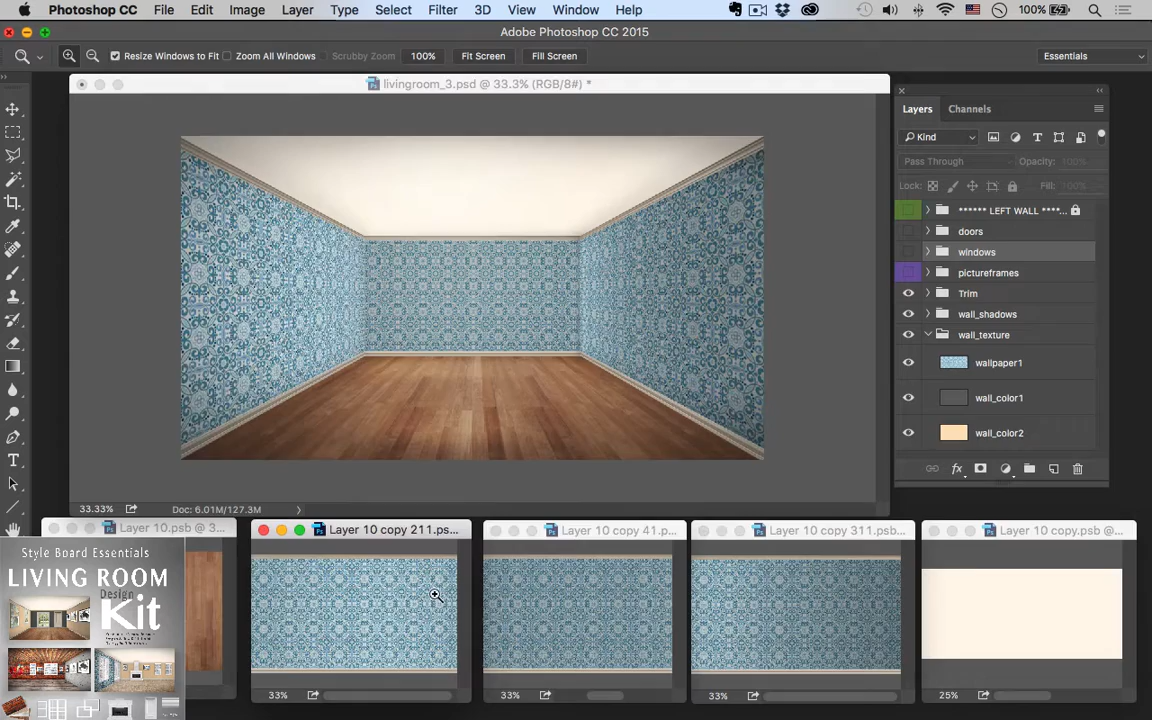 Photoshop CC File Edit Image Layer Type Select Filter 3D View Window Help 100%
Adobe Photoshop CC 2015
Resize Windows to Fit Zoom All Windows Scrubby Zoom 100% Fit Screen Fill Screen Essentials
livingroom_3.psd @ 33.3% (RGB/8#) *
Layers Channels
Kind
Pass Through Opacity: 100%
Lock: Fill: 100%
****** LEFT WALL ****...
doors
windows
pictureframes
Trim
wall_shadows
wall_texture
wallpaper1
wall_color1
wall_color2
33.33% Doc: 6.01M/127.3M
Layer 10.psb @ 3...
Layer 10 copy 211.ps...
Layer 10 copy 41.p...
Layer 10 copy 311.psb...
Layer 10 copy.psb @...
Style Board Essentials
LIVING ROOM
Design
Kit
33%
33%
33%
25%